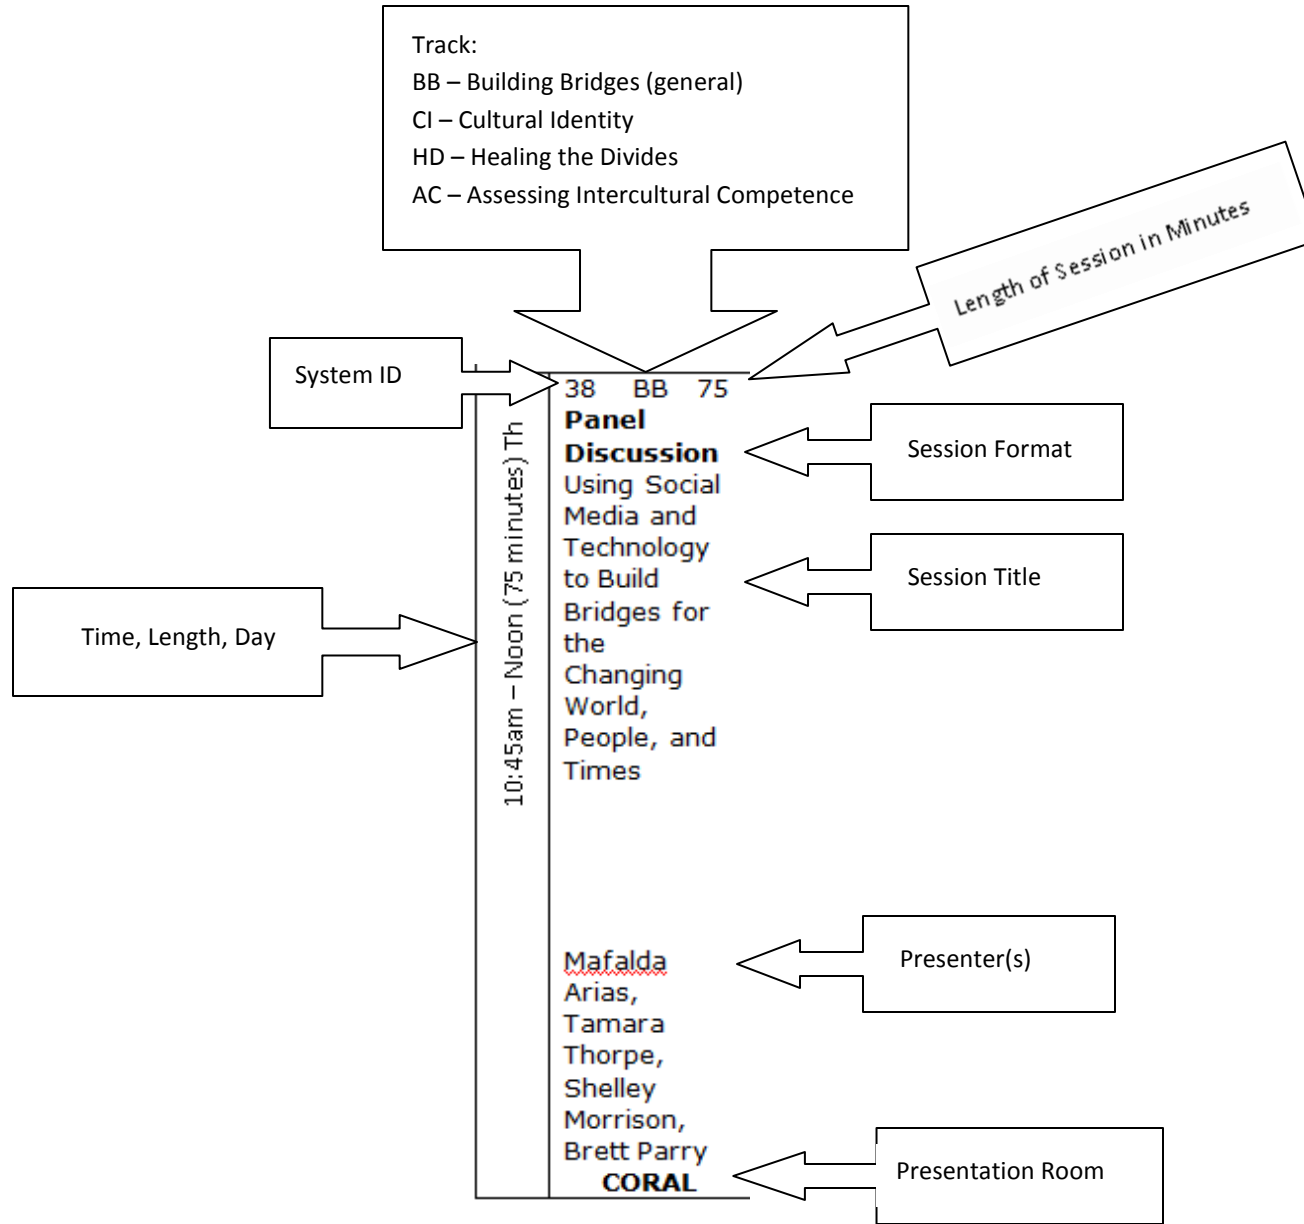 Track:
BB – Building Bridges (general)
CI – Cultural Identity
HD – Healing the Divides
AC – Assessing Intercultural Competence
Length of Session in Minutes
System ID
38 BB 75
Panel
Discussion
Session Format
Using Social
Media and
Technology
to Build
Bridges for
the
Changing
World,
People, and
Times
Session Title
Time, Length, Day
10:45am – Noon (75 minutes) Th
Mafalda
Arias,
Tamara
Thorpe,
Shelley
Morrison,
Brett Parry
Presenter(s)
CORAL
Presentation Room